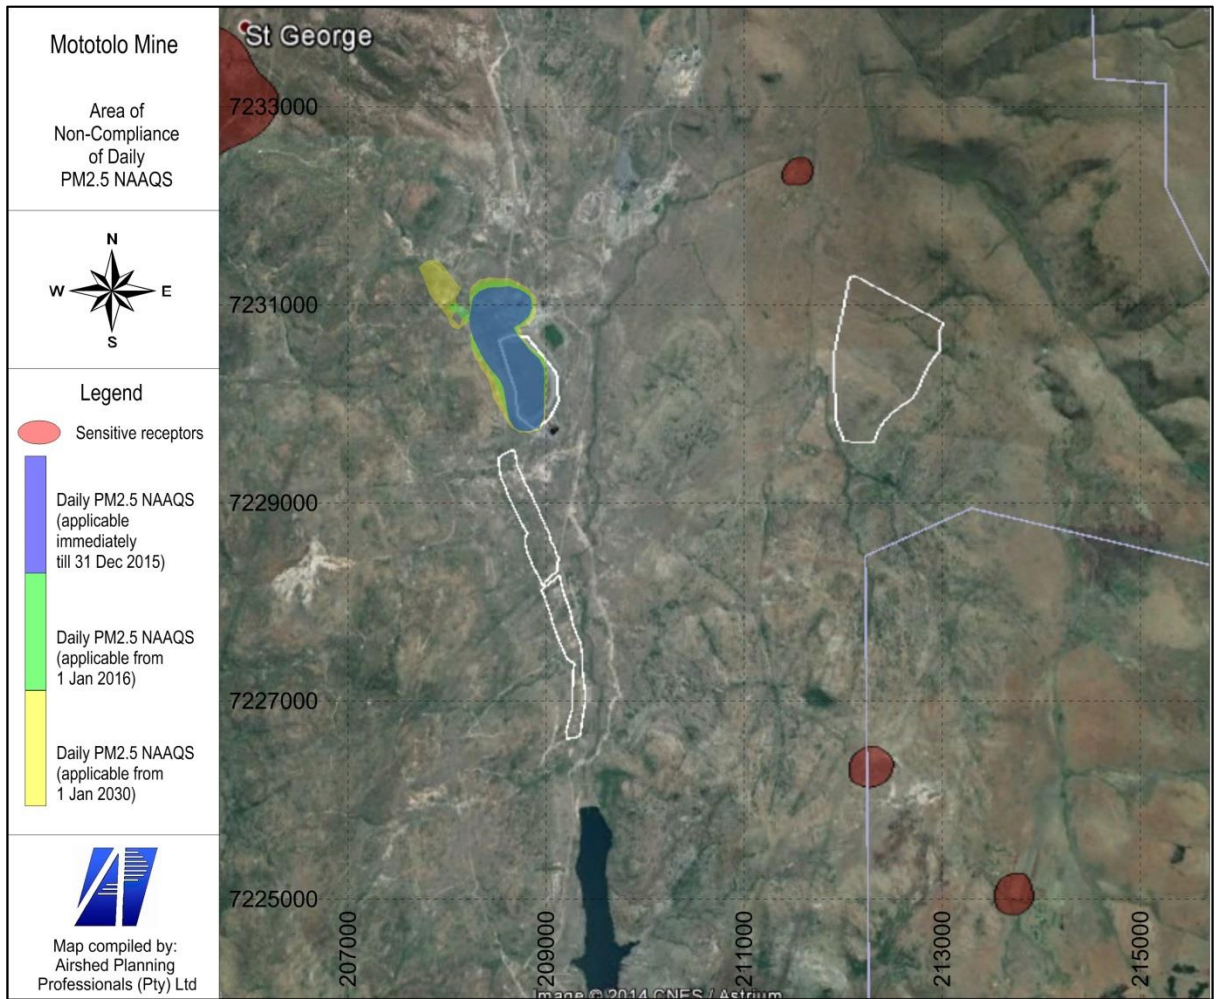 Mototolo Mine
Area of
Non-Compliance
of Daily
PM2.5 NAAQS
N
W
E
S
Legend
Sensitive receptors
Daily PM2.5 NAAQS
(applicable
immediately
till 31 Dec 2015)
Daily PM2.5 NAAQS
(applicable from
1 Jan 2016)
Daily PM2.5 NAAQS
(applicable from
1 Jan 2030)
Map compiled by:
Airshed Planning
Professionals (Pty) Ltd
St George
7233000
7231000
7229000
7227000
7225000
207000
209000
211000
213000
215000
Image © 2014 CNES / Astrium